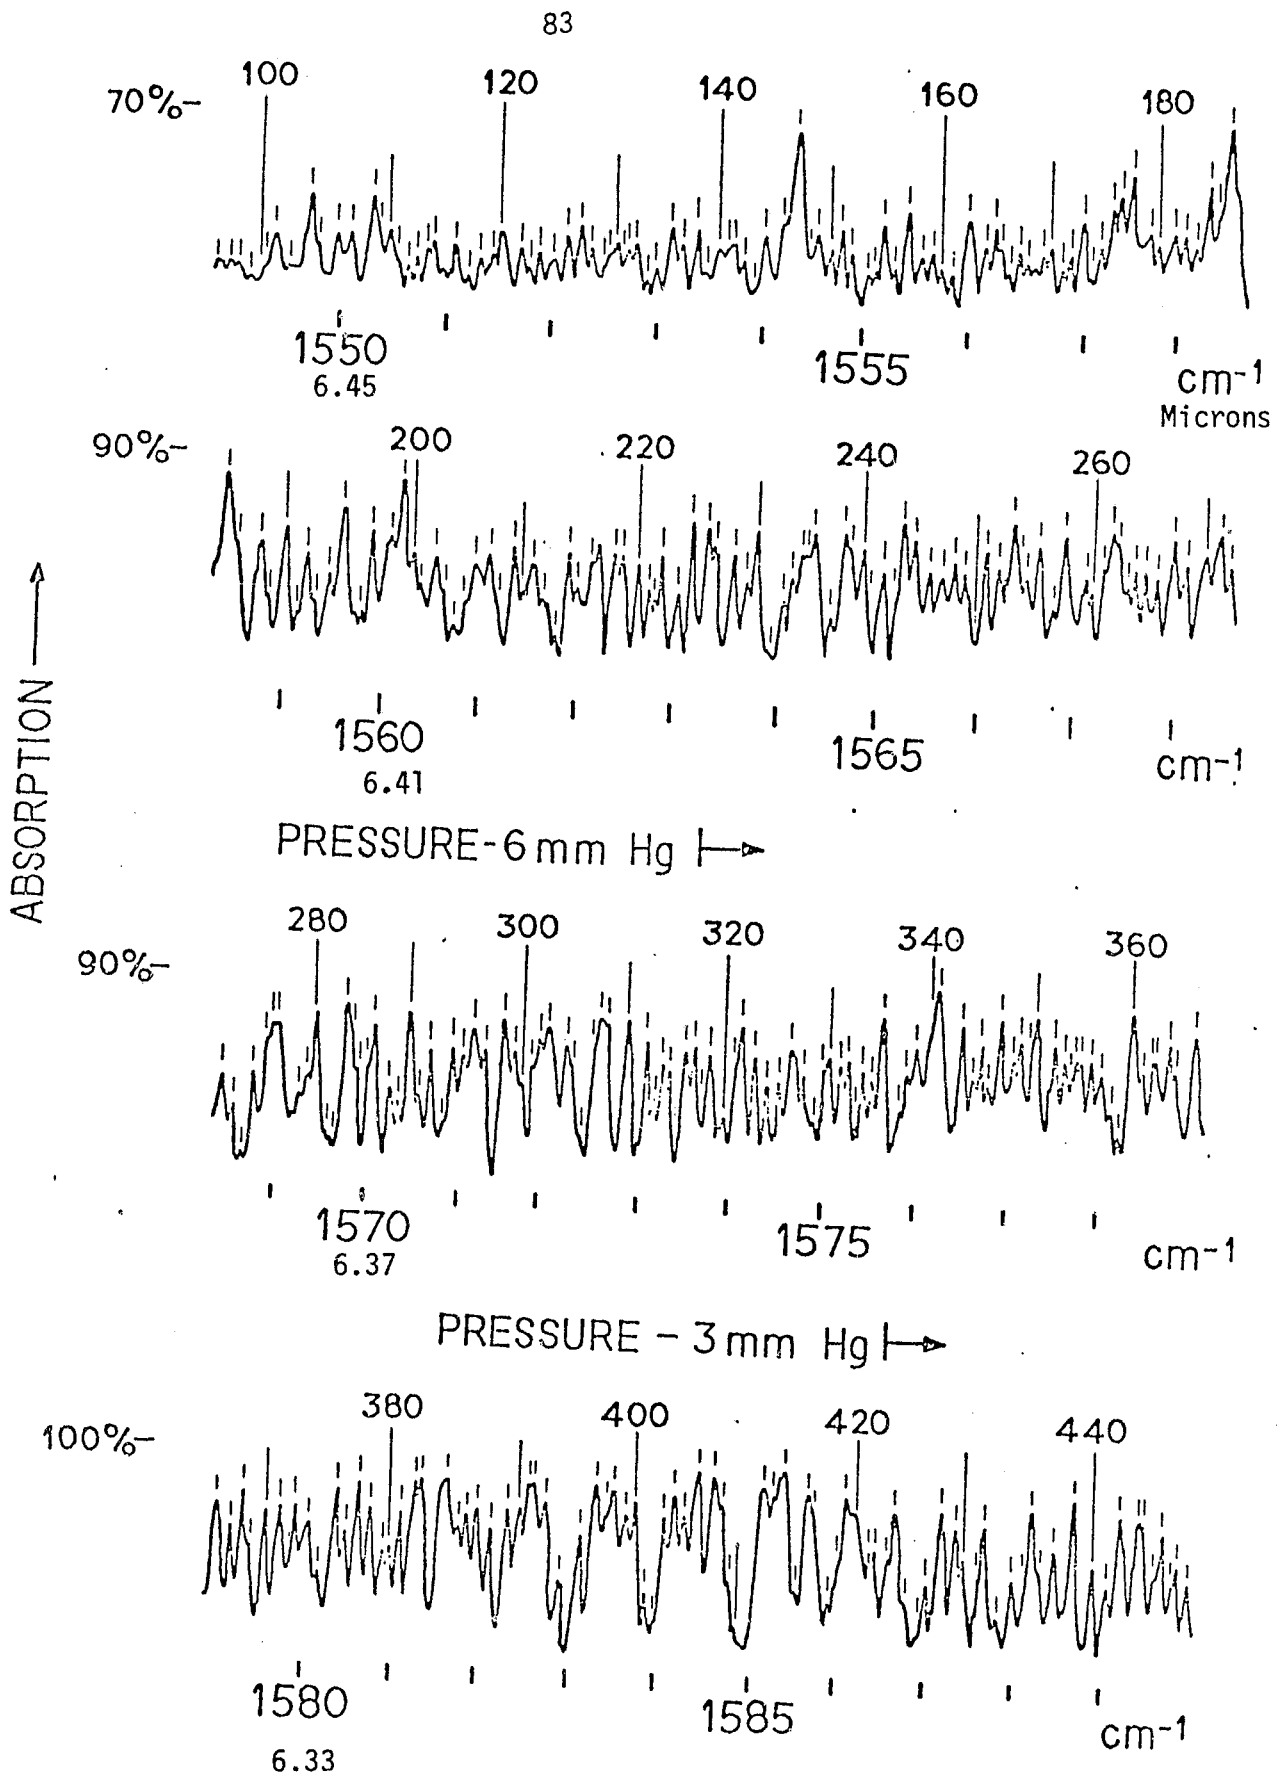 83
100 120 140 160 180
70%-
1550 1555 cm-1
6.45 Microns
200 220 240 260
90%-
1560 1565 cm-1
6.41
ABSORPTION
PRESSURE-6 mm Hg
280 300 320 340 360
90%-
1570 1575 cm-1
6.37
PRESSURE - 3 mm Hg
380 400 420 440
100%-
1580 1585 cm-1
6.33